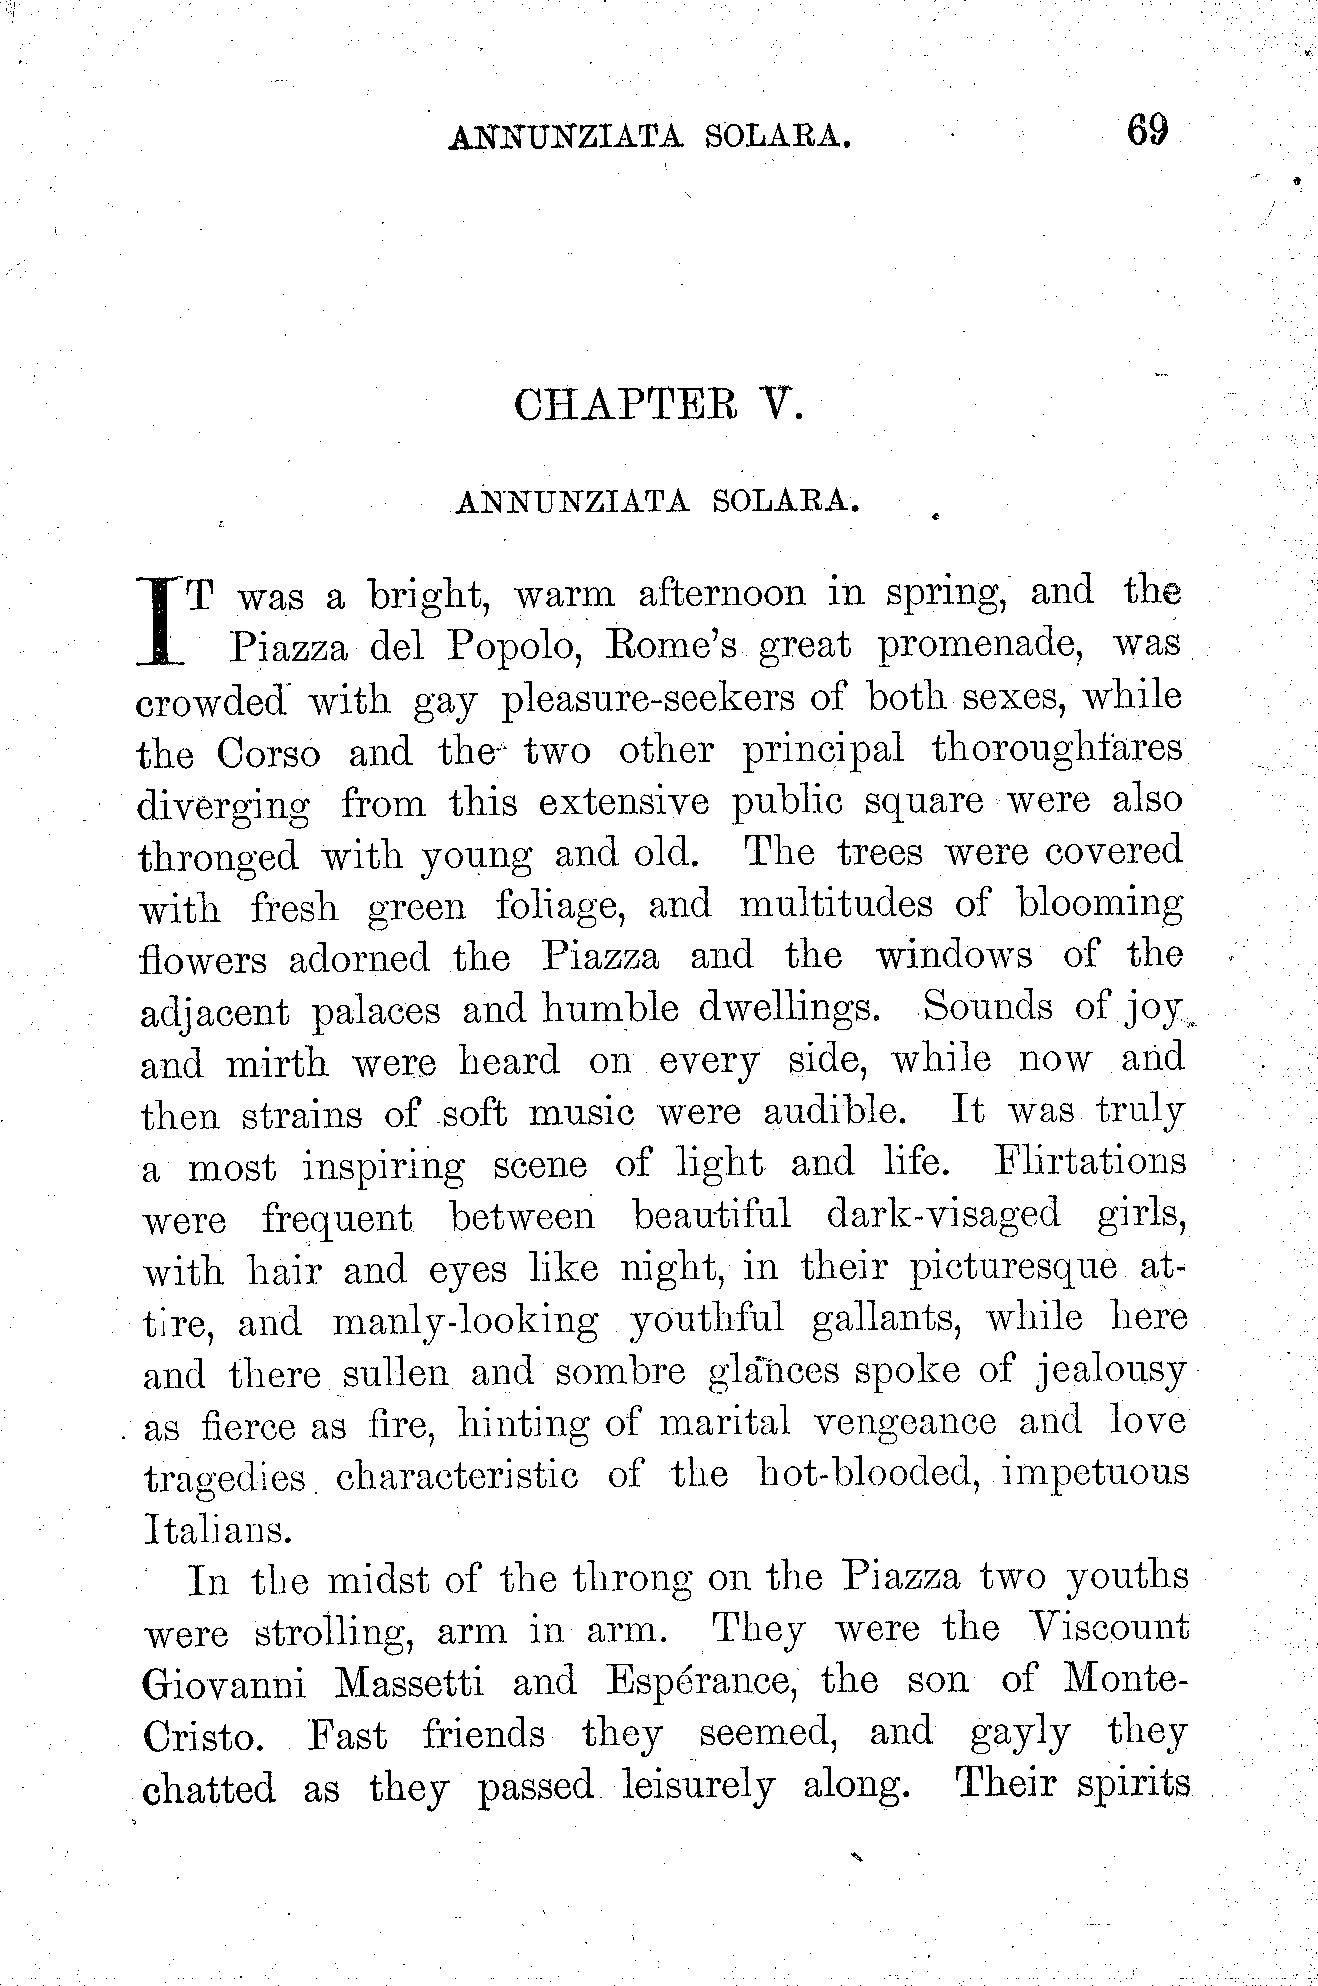 ANNUNZIATA SOLARA. 69
CHAPTER V.
ANNUNZIATA SOLARA.
IT was a bright, warm afternoon in spring, and the
Piazza del Popolo, Rome's great promenade, was
crowded with gay pleasure-seekers of both sexes, while
the Corso and the two other principal thoroughfares
diverging from this extensive public square were also
thronged with young and old. The trees were covered
with fresh green foliage, and multitudes of blooming
flowers adorned the Piazza and the windows of the
adjacent palaces and humble dwellings. Sounds of joy
and mirth were heard on every side, while now and
then strains of soft music were audible. It was truly
a most inspiring scene of light and life. Flirtations
were frequent between beautiful dark-visaged girls,
with hair and eyes like night, in their picturesque at-
tire, and manly-looking youthful gallants, while here
and there sullen and sombre glances spoke of jealousy
as fierce as fire, hinting of marital vengeance and love
tragedies characteristic of the hot-blooded, impetuous
Italians.
In the midst of the throng on the Piazza two youths
were strolling, arm in arm. They were the Viscount
Giovanni Massetti and Espérance, the son of Monte-
Cristo. Fast friends they seemed, and gayly they
chatted as they passed leisurely along. Their spirits